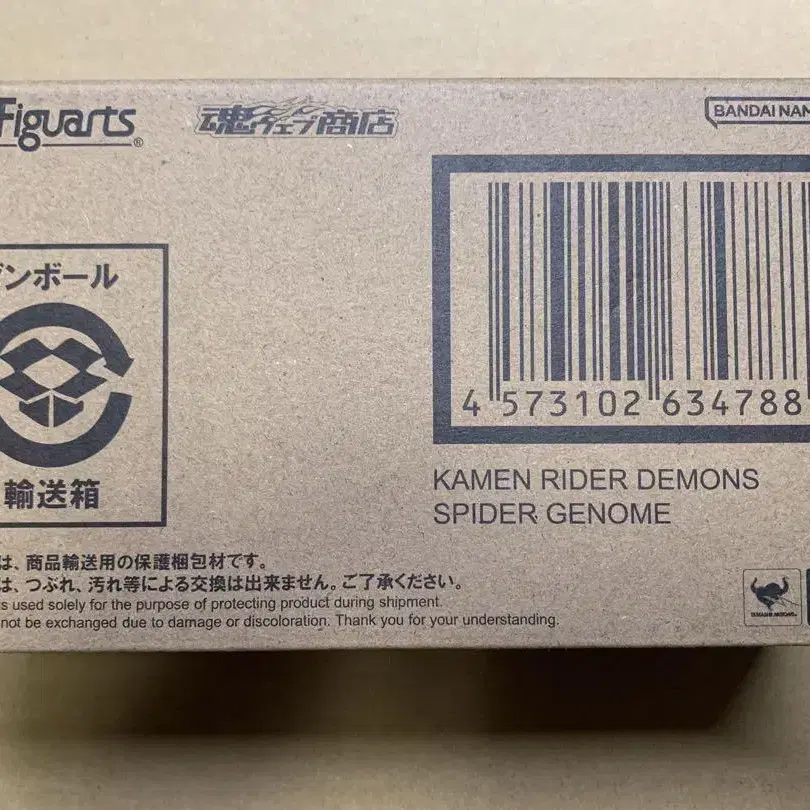 Figuarts®
魂ウェブ商店
BANDAI NAM
ダンボール
輸送箱
4 573102 634788
KAMEN RIDER DEMONS
SPIDER GENOME
は、商品輸送用の保護梱包材です。
は、つぶれ、汚れ等による交換は出来ません。ご了承ください。
s used solely for the purpose of protecting product during shipment.
not be exchanged due to damage or discoloration. Thank you for your understanding.
TAMASHII NATIONS